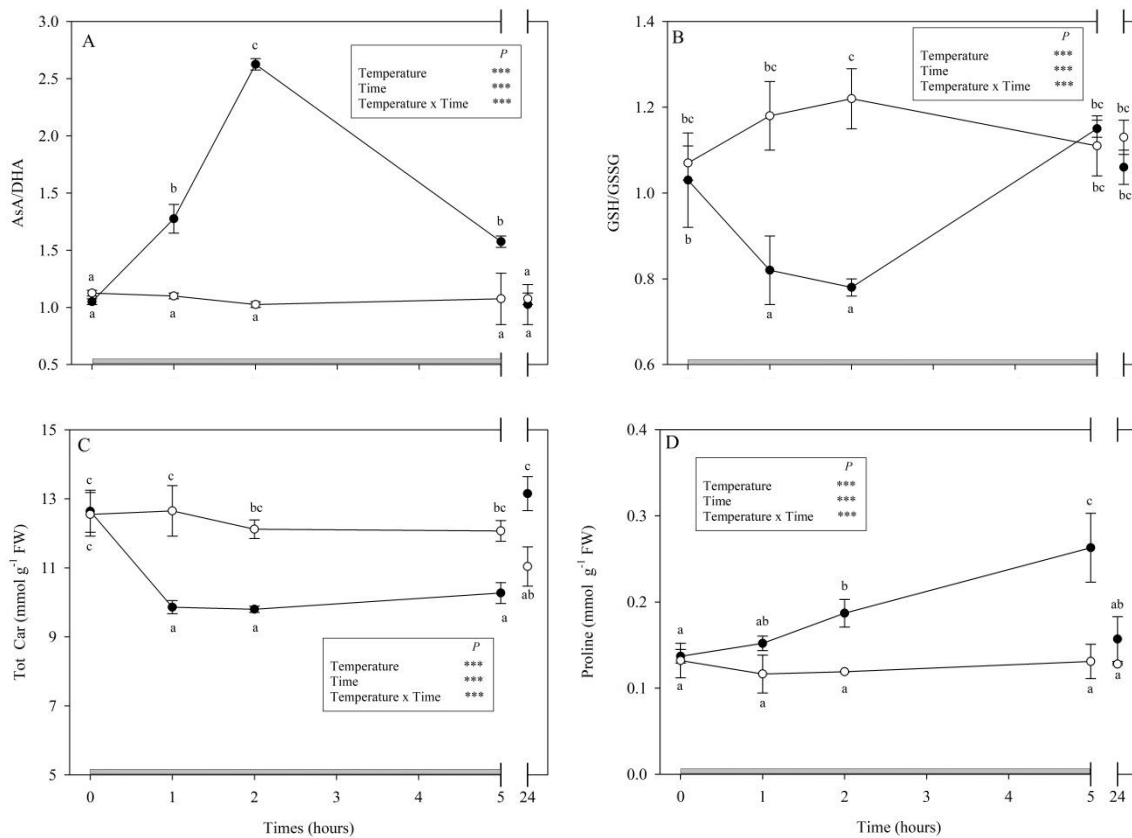 A
3.0
2.5
2.0
1.5
1.5
1.0
0.5
AsA/DHA
P
Temperature ***
Time ***
Temperature x Time ***
c
b
b
a
a
a
a
a
a
a
B
1.4
1.2
1.0
0.8
0.6
GSH/GSSG
P
Temperature ***
Time ***
Temperature x Time ***
c
bc
bc
bc
bc
b
a
a
bc
bc
C
15
13
11
9
7
5
Tot Car (mmol g-1 FW)
c
c
bc
bc
c
c
a
a
a
ab
P
Temperature ***
Time ***
Temperature x Time ***
0 1 2 3 4 5 24
Times (hours)
D
0.4
0.3
0.2
0.1
0.0
Proline (mmol g-1 FW)
P
Temperature ***
Time ***
Temperature x Time ***
c
b
ab
a
ab
a
a
a
a
a
0 1 2 3 4 5 24
Time (hours)